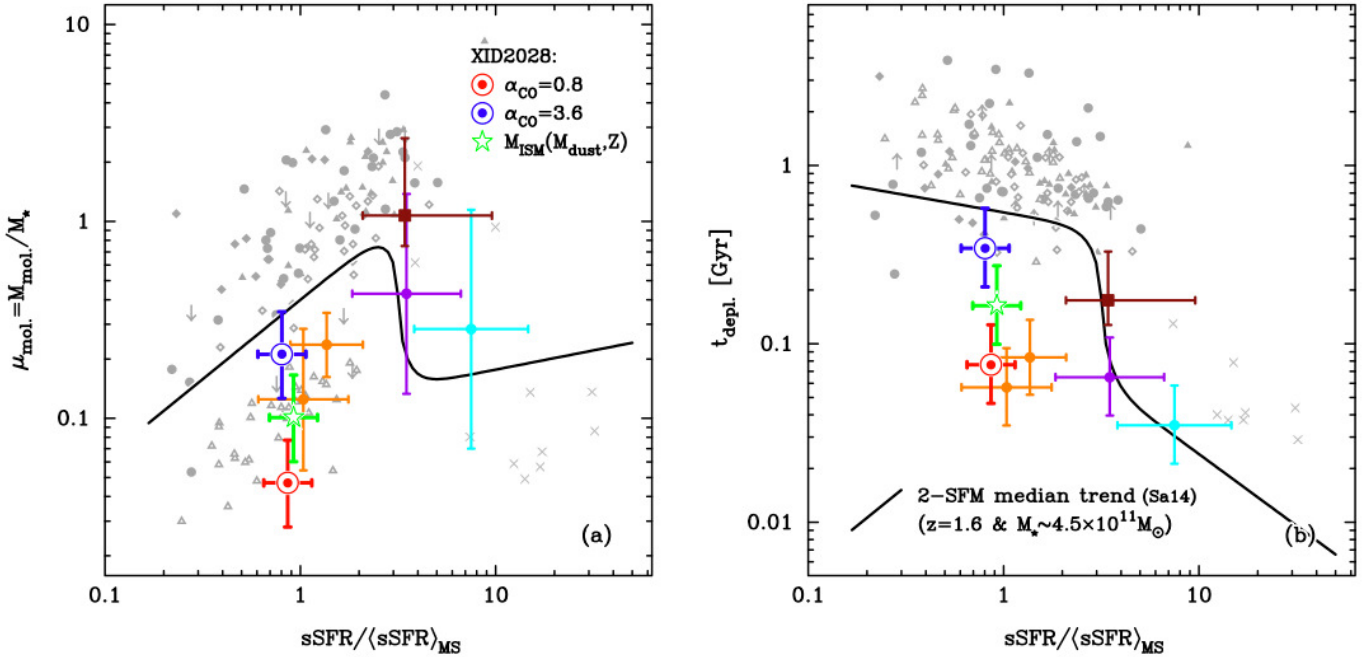 10
1
0.1
μmol.=Mmol./M⋆
XID2028:
αCO=0.8
αCO=3.6
MISM(Mdust,Z)
(a)
0.1
1
10
sSFR/⟨sSFR⟩MS
1
0.1
0.01
tdepl. [Gyr]
2-SFM median trend (Sa14)
(z=1.6 & M⋆~4.5×10¹¹M⊙)
(b)
0.1
1
10
sSFR/⟨sSFR⟩MS